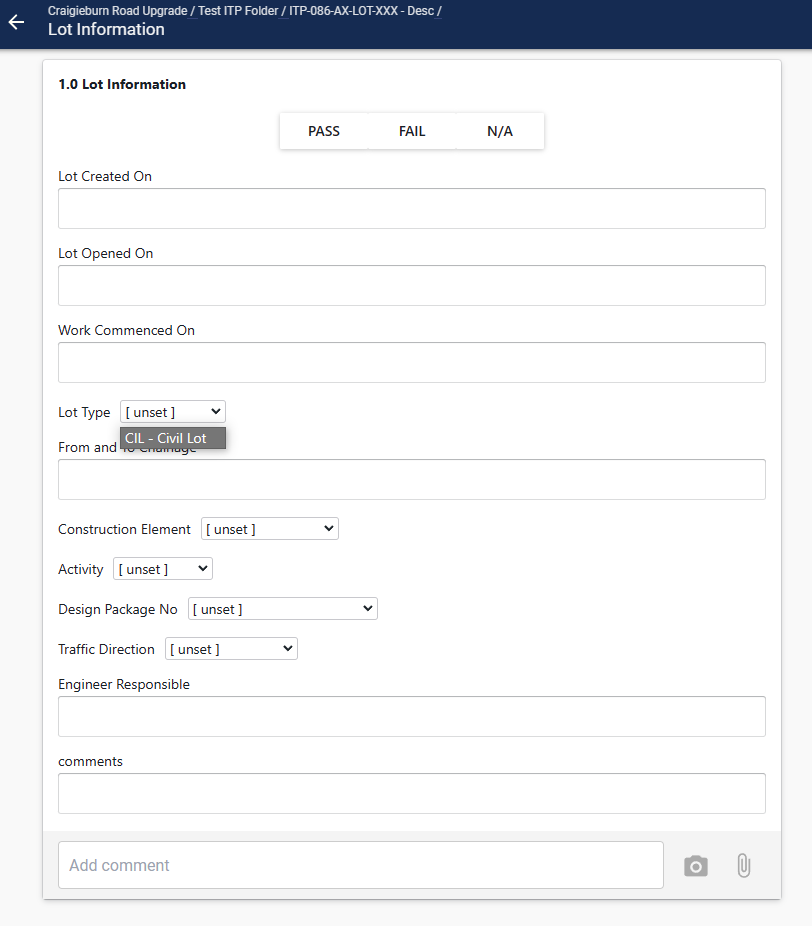 Craigieburn Road Upgrade / Test ITP Folder / ITP-086-AX-LOT-XXX - Desc /
Lot Information
1.0 Lot Information
PASS FAIL N/A
Lot Created On
Lot Opened On
Work Commenced On
Lot Type [ unset ]
CIL - Civil Lot
From and To Chainage
Construction Element [ unset ]
Activity [ unset ]
Design Package No [ unset ]
Traffic Direction [ unset ]
Engineer Responsible
comments
Add comment